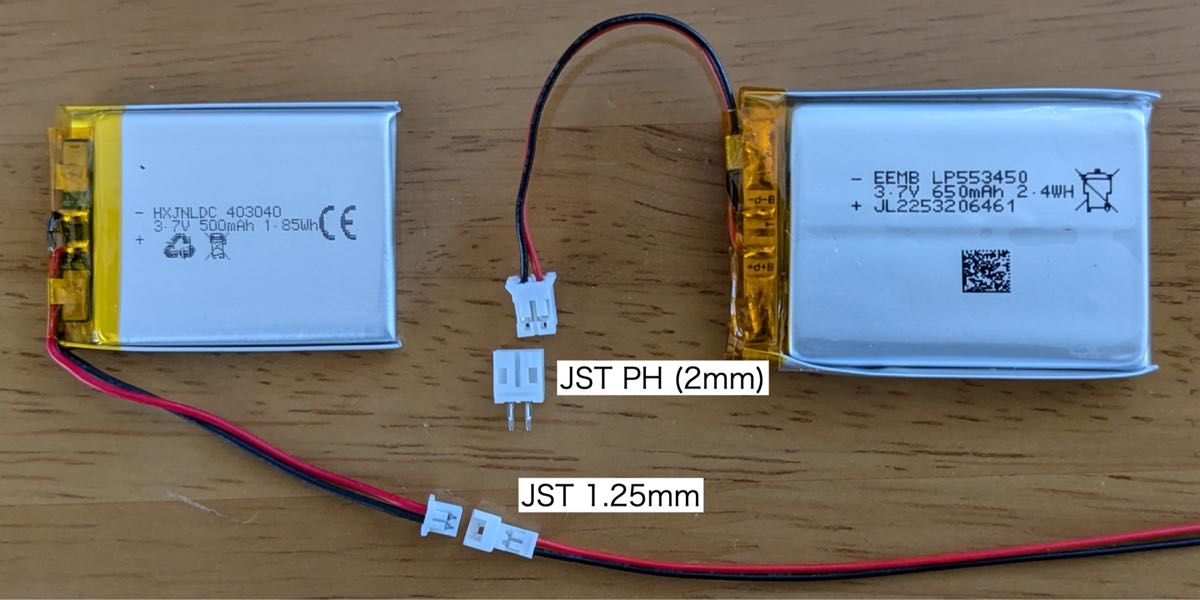 - HXJNLDC 403040
3.7V 500mAh 1.85Wh
+
CE
- EEMB LP553450
3.7V 650mAh 2.4WH
+ JL2253206461
B-P-
B+P+
JST PH (2mm)
JST 1.25mm